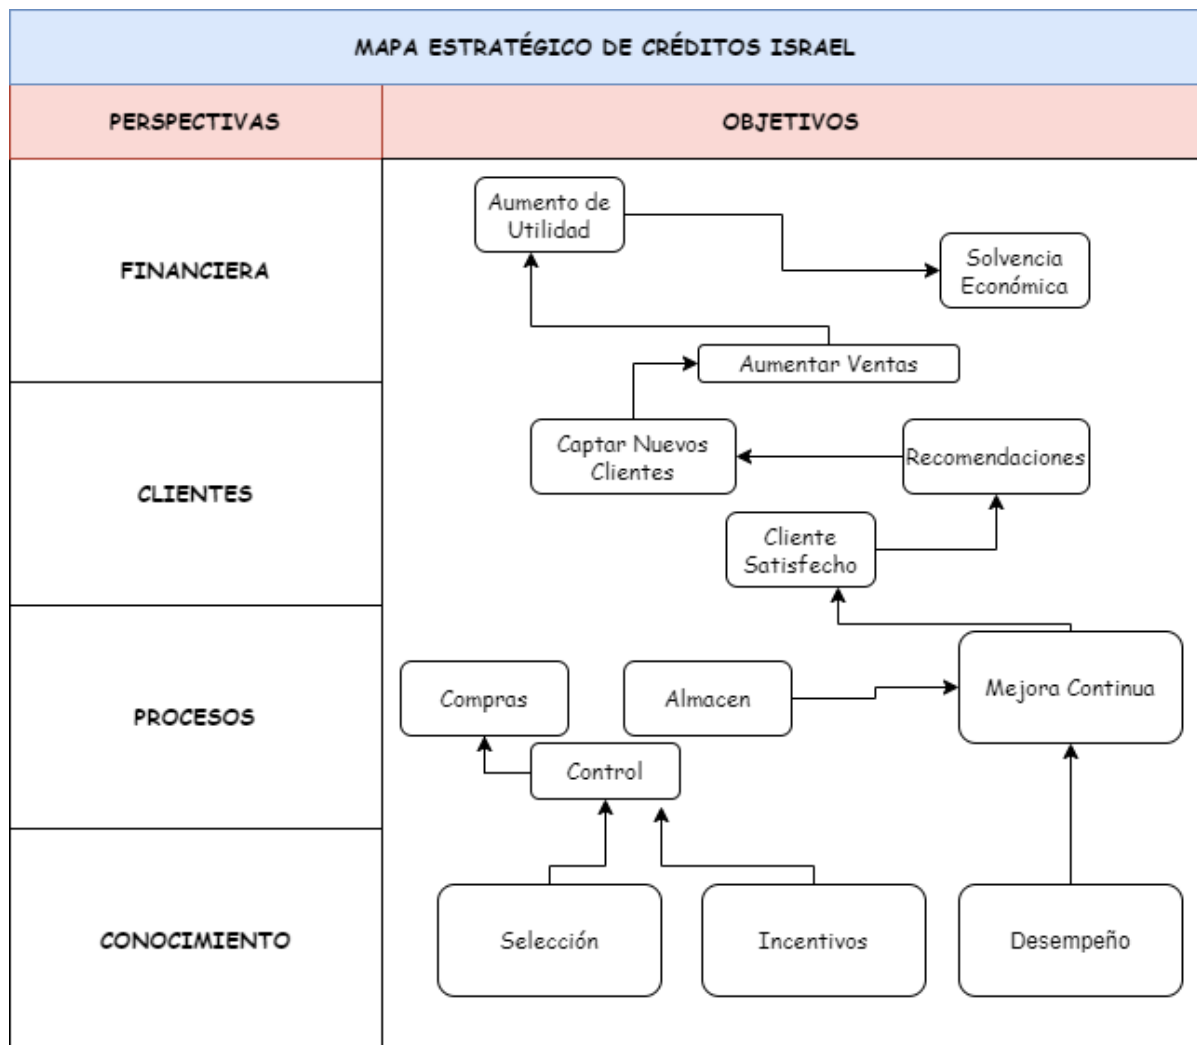 MAPA ESTRATÉGICO DE CRÉDITOS ISRAEL
PERSPECTIVAS
OBJETIVOS
FINANCIERA
Aumento de
Utilidad
Solvencia
Económica
Aumentar Ventas
CLIENTES
Captar Nuevos
Clientes
Recomendaciones
Cliente
Satisfecho
PROCESOS
Compras
Almacen
Mejora Continua
Control
CONOCIMIENTO
Selección
Incentivos
Desempeño